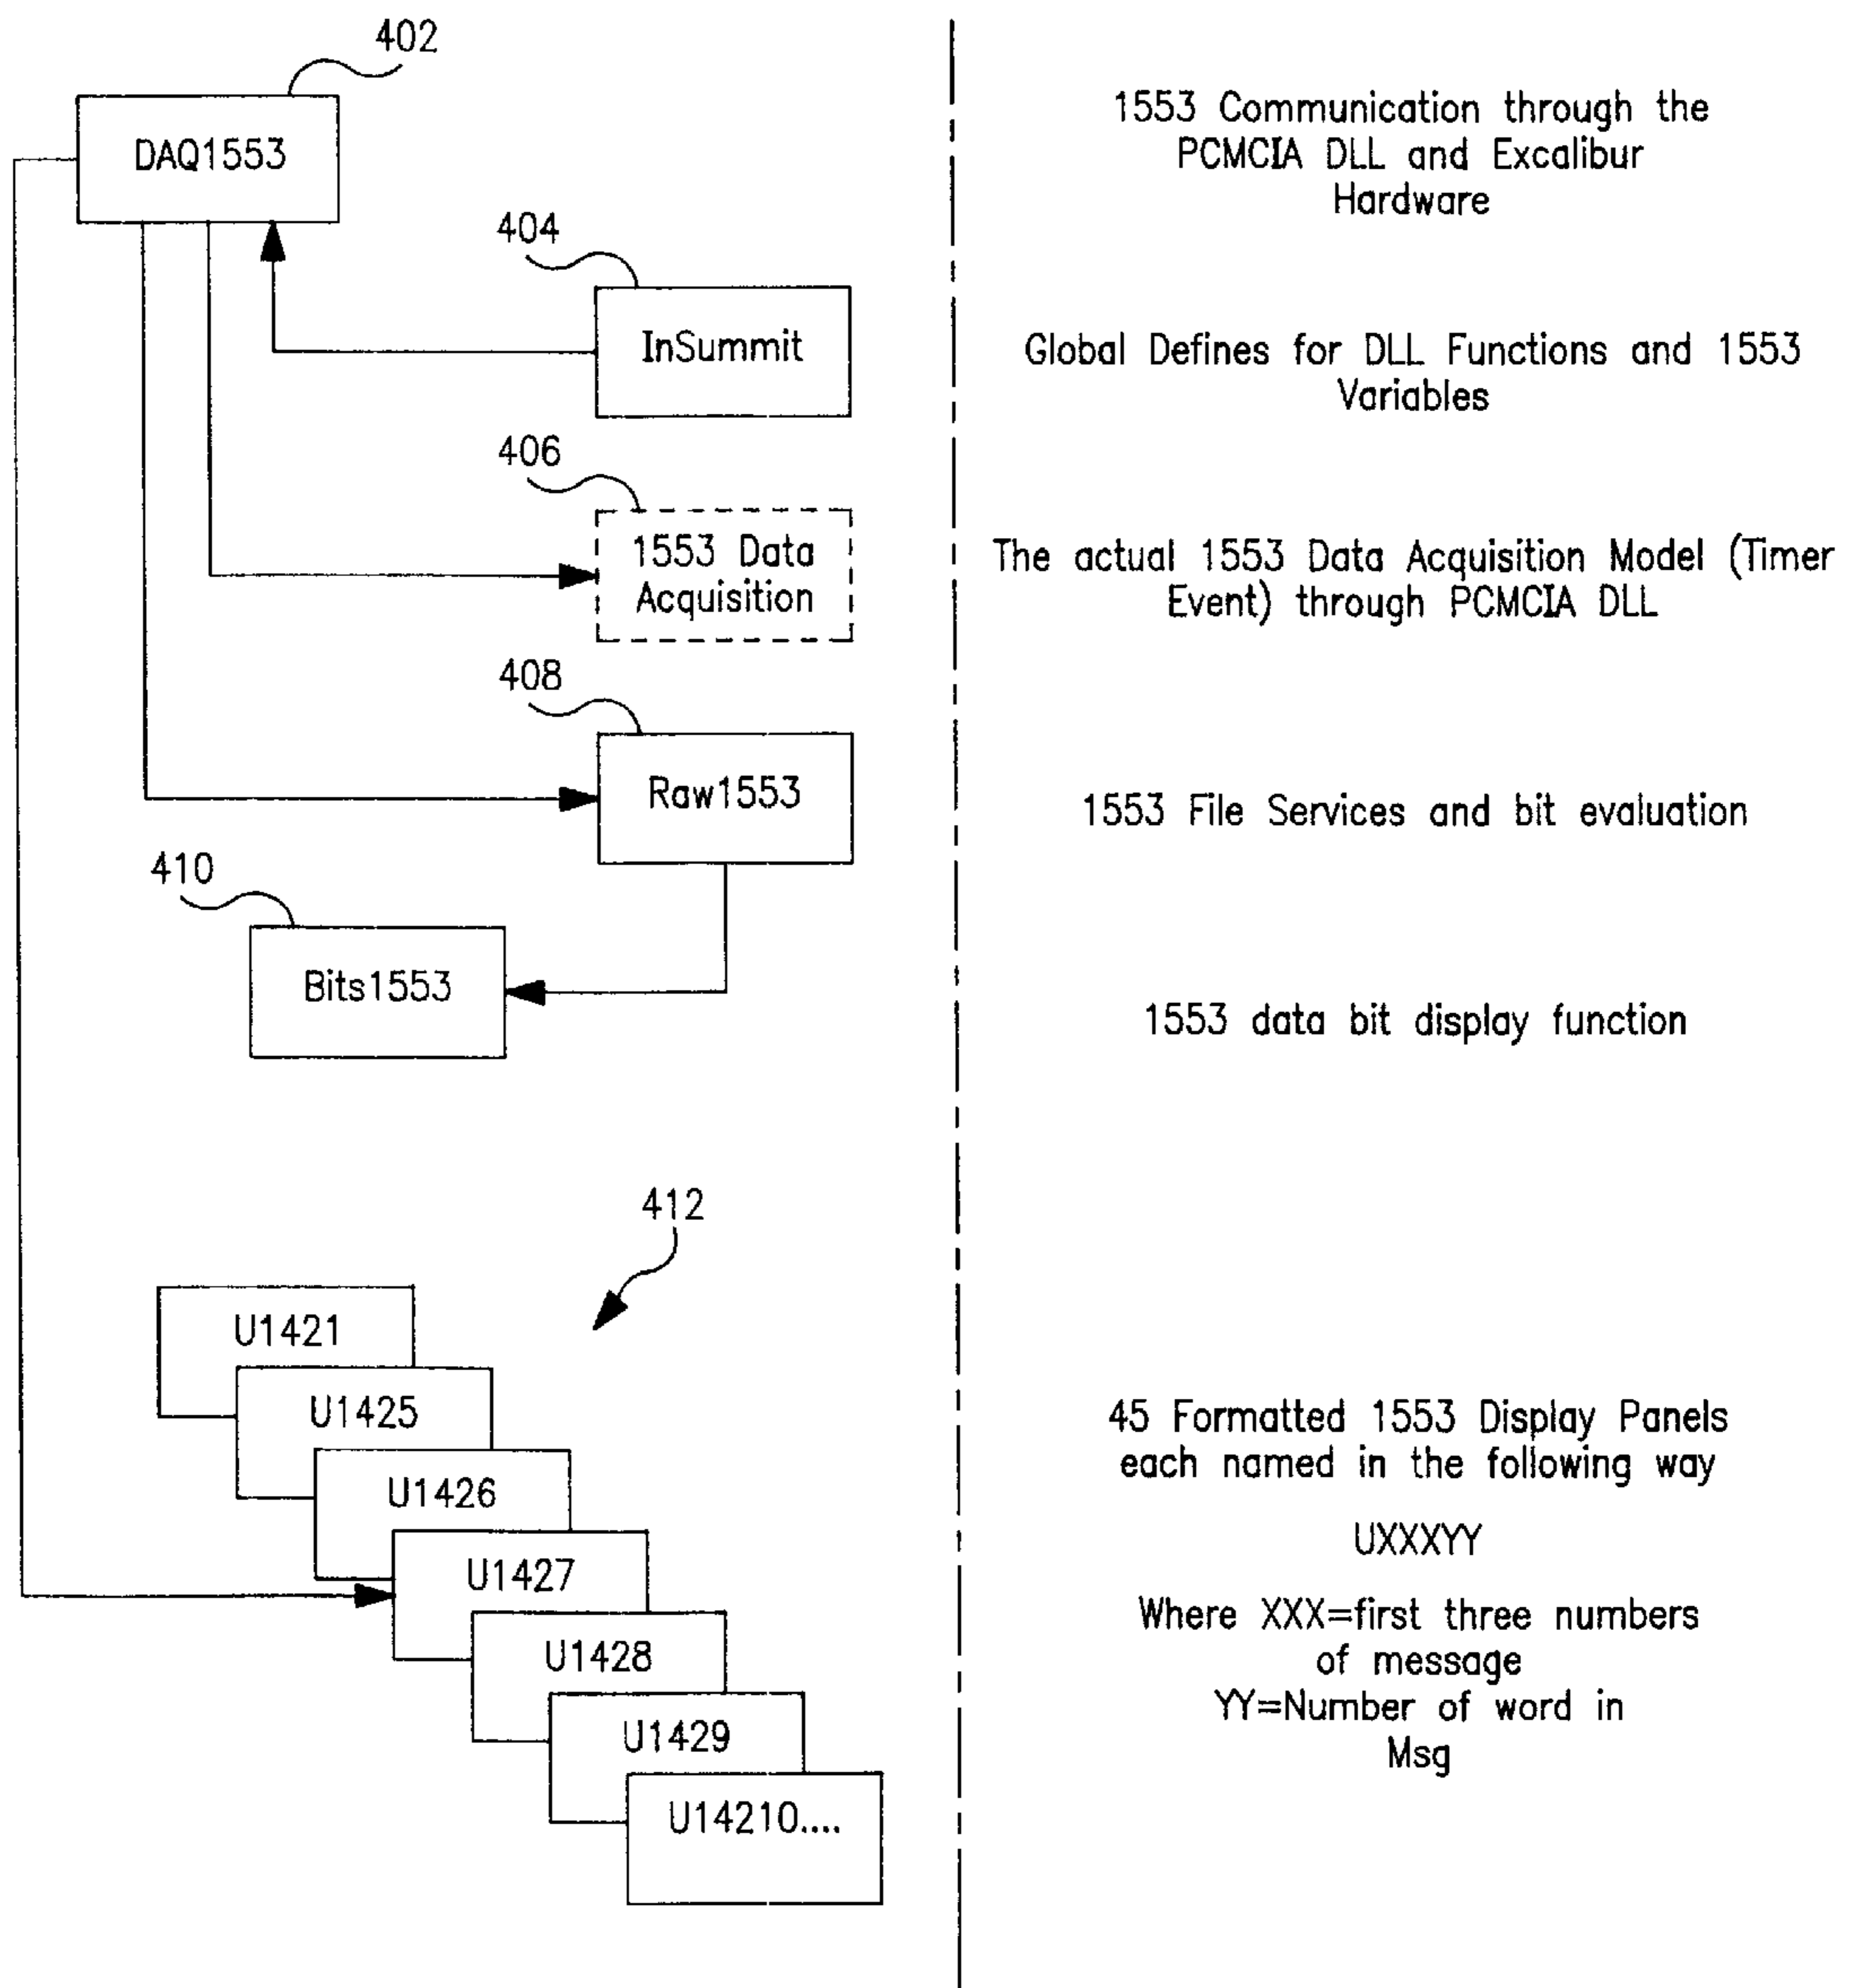 402
DAQ1553
1553 Communication through the
PCMCIA DLL and Excalibur
Hardware
404
InSummit
Global Defines for DLL Functions and 1553
Variables
406
1553 Data
Acquisition
The actual 1553 Data Acquisition Model (Timer
Event) through PCMCIA DLL
408
Raw1553
1553 File Services and bit evaluation
410
Bits1553
1553 data bit display function
412
U1421
U1425
U1426
U1427
U1428
U1429
U14210....
45 Formatted 1553 Display Panels
each named in the following way
UXXXYY
Where XXX=first three numbers
of message
YY=Number of word in
Msg